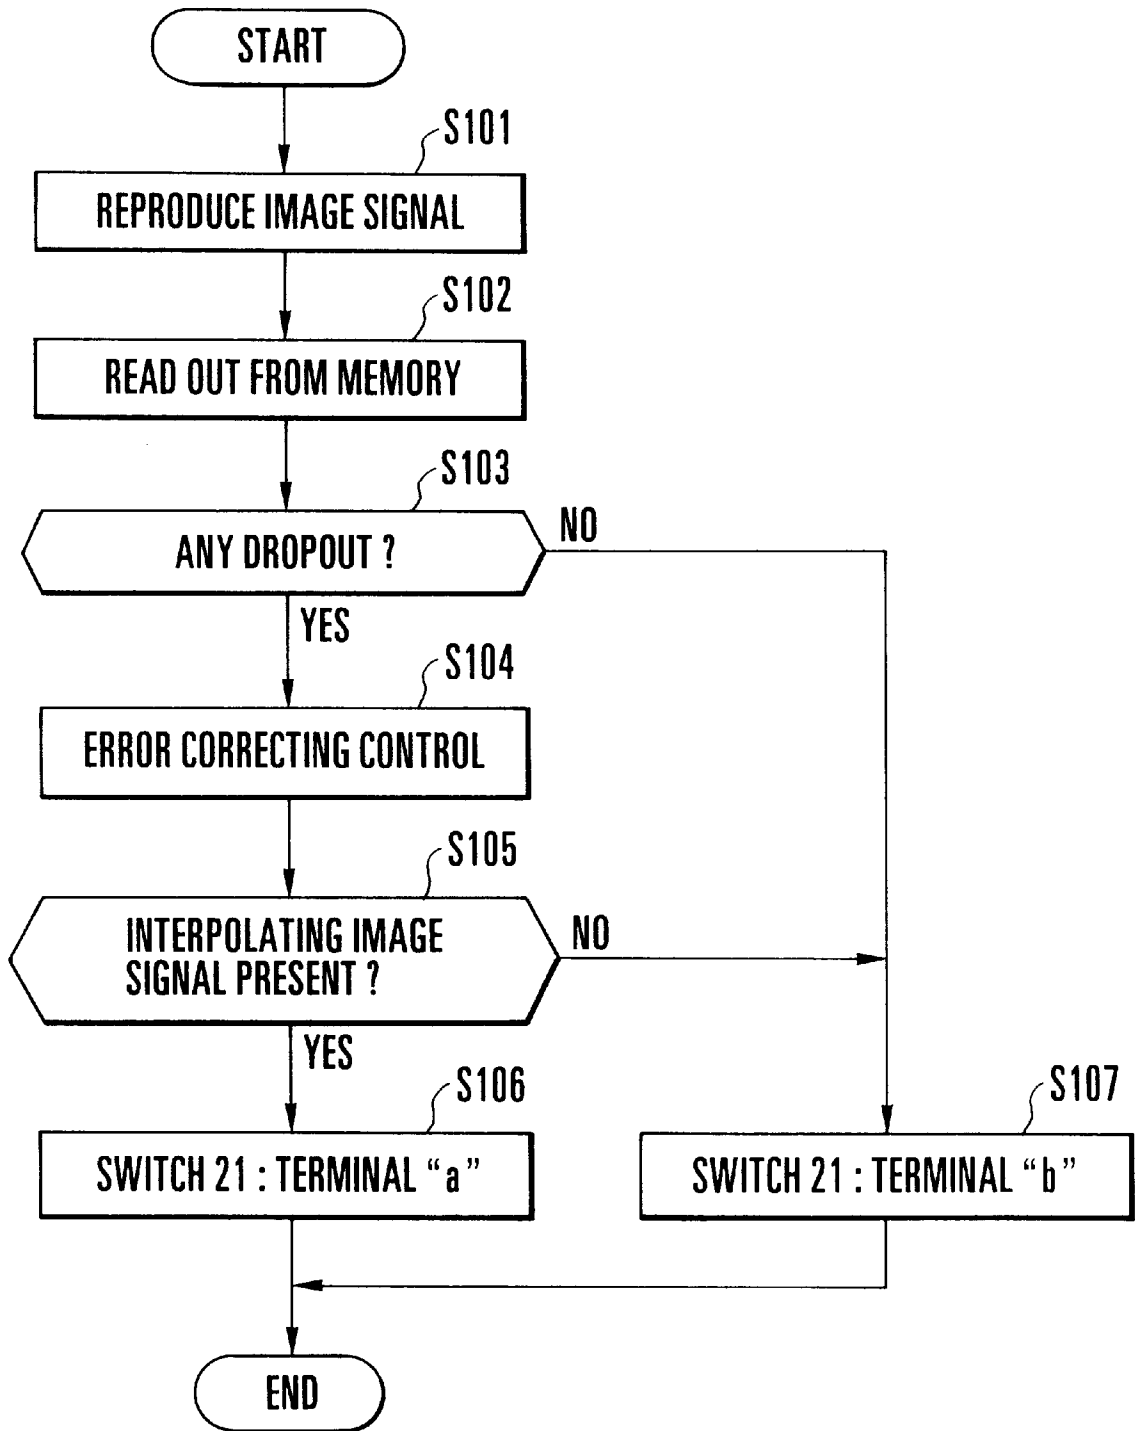 START
S101
REPRODUCE IMAGE SIGNAL
S102
READ OUT FROM MEMORY
S103
ANY DROPOUT ?
NO
YES
S104
ERROR CORRECTING CONTROL
S105
INTERPOLATING IMAGE
SIGNAL PRESENT ?
NO
YES
S106
SWITCH 21 : TERMINAL “a”
S107
SWITCH 21 : TERMINAL “b”
END